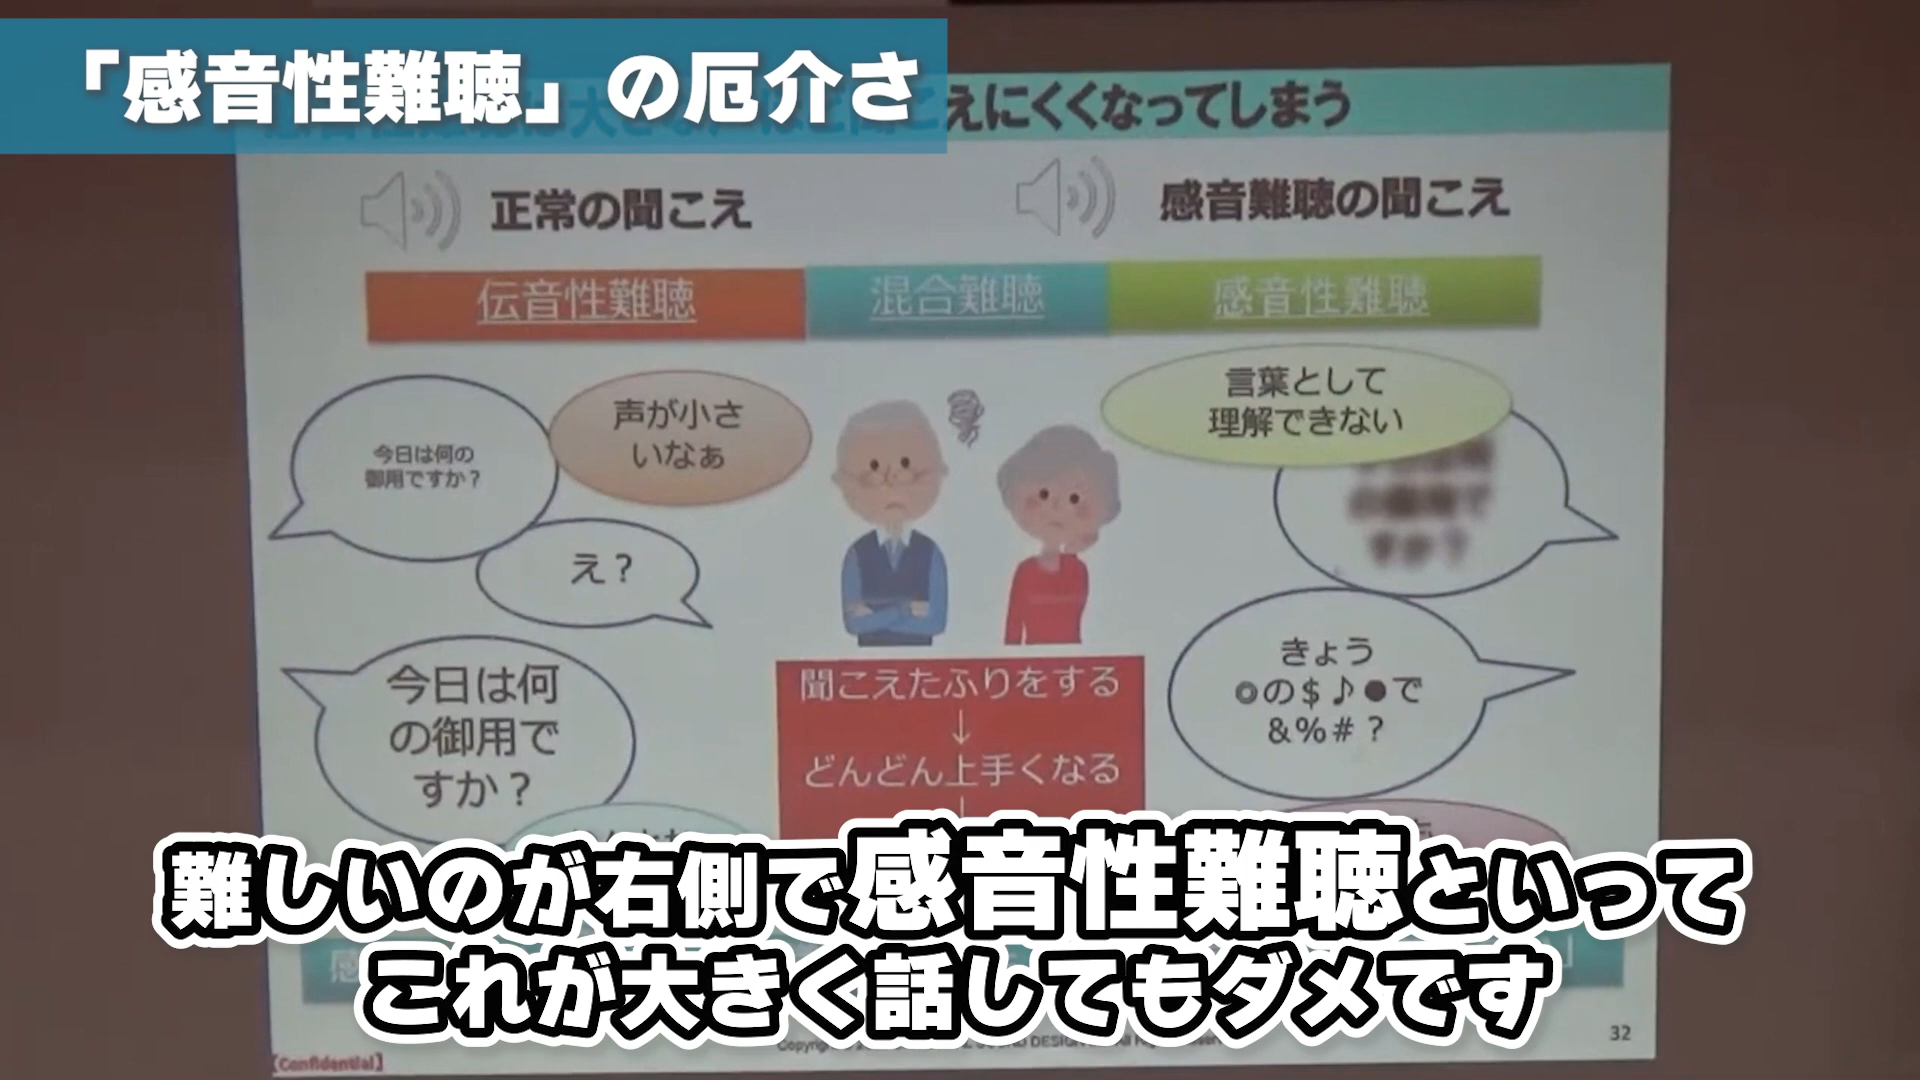 「感音性難聴」の厄介さ
えにくくなってしまう
正常の聞こえ
感音難聴の聞こえ
伝音性難聴
混合難聴
感音性難聴
今日は何の
御用ですか？
声が小さ
いなぁ
え？
今日は何
の御用で
すか？
言葉として
理解できない
の御用で
すか？
きょう
◎の＄♪●で
＆％＃？
聞こえたふりをする
↓
どんどん上手くなる
難しいのが右側で感音性難聴といって
これが大きく話してもダメです
32
【Confidential】